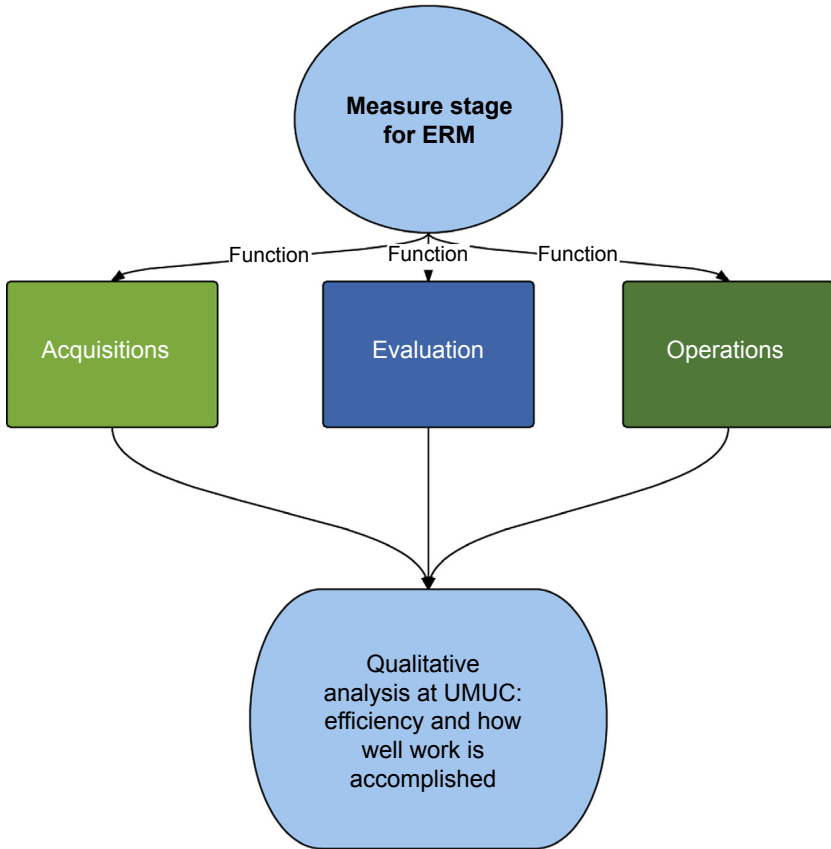 Measure stage
for ERM
Function
Function
Function
Acquisitions
Evaluation
Operations
Qualitative
analysis at UMUC:
efficiency and how
well work is
accomplished